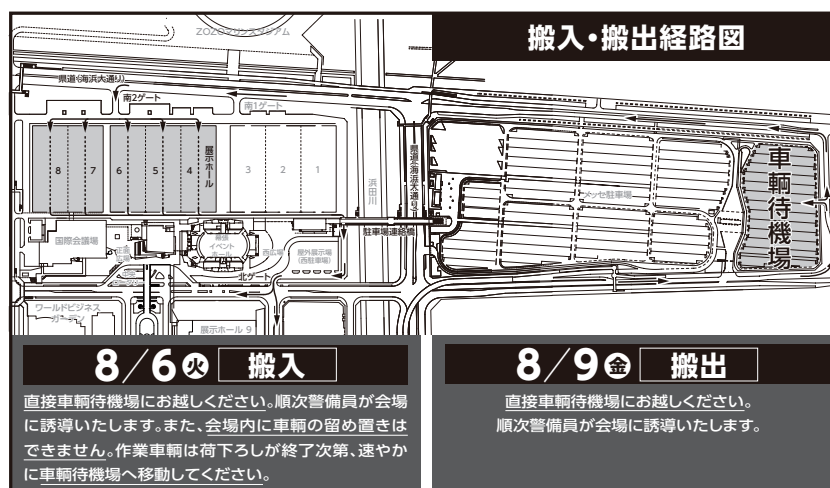 ZOZOマリンスタジアム
搬入・搬出経路図
県道(海浜大通り)
南2ゲート
南1ゲート
8
7
6
5
4
展示ホール
3
2
1
浜田川
県道(海浜大通り)
メッセ駐車場
車輌待機場
国際会議場
幕張
イベント
ホール
西広場
屋外展示場
(西駐車場)
駐車場連絡橋
北ゲート
ワールドビジネス
ガーデン
展示ホール 9
8/6㊋ 搬入
直接車輌待機場にお越しください。順次警備員が会場
に誘導いたします。また、会場内に車輌の留め置きは
できません。作業車輌は荷下ろしが終了次第、速やか
に車輌待機場へ移動してください。
8/9㊎ 搬出
直接車輌待機場にお越しください。
順次警備員が会場に誘導いたします。